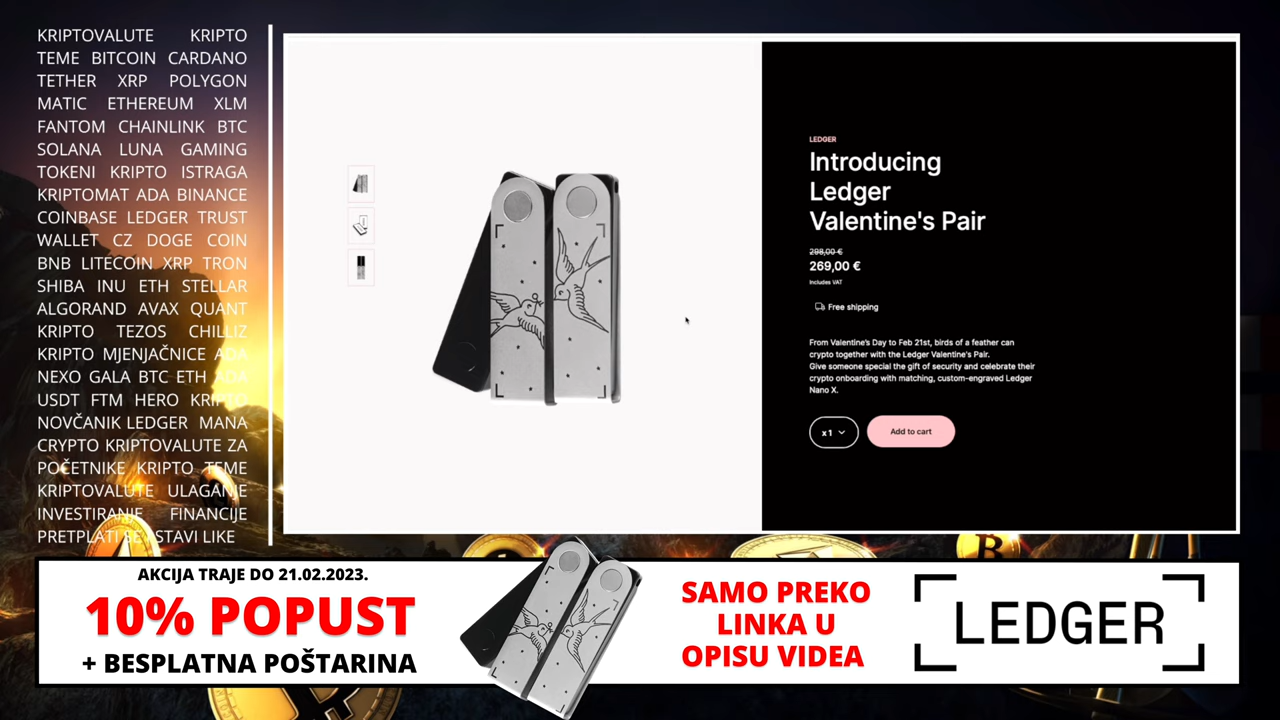 KRIPTOVALUTE KRIPTO
TEME BITCOIN CARDANO
TETHER XRP POLYGON
MATIC ETHEREUM XLM
FANTOM CHAINLINK BTC
SOLANA LUNA GAMING
TOKENI KRIPTO ISTRAGA
KRIPTOMAT ADA BINANCE
COINBASE LEDGER TRUST
WALLET CZ DOGE COIN
BNB LITECOIN XRP TRON
SHIBA INU ETH STELLAR
ALGORAND AVAX QUANT
KRIPTO TEZOS CHILLIZ
KRIPTO MJENJAČNICE ADA
NEXO GALA BTC ETH ADA
USDT FTM HERO KRIPTO
NOVČANIK LEDGER MANA
CRYPTO KRIPTOVALUTE ZA
POČETNIKE KRIPTO TEME
KRIPTOVALUTE ULAGANJE
INVESTIRANJE FINANCIJE
PRETPLATI SE OSTAVI LIKE
LEDGER
Introducing
Ledger
Valentine's Pair
298,00 €
269,00 €
Includes VAT
Free shipping
From Valentine's Day to Feb 21st, birds of a feather can
crypto together with the Ledger Valentine's Pair.
Give someone special the gift of security and celebrate their
crypto onboarding with matching, custom-engraved Ledger
Nano X.
x 1
Add to cart
AKCIJA TRAJE DO 21.02.2023.
10% POPUST
+ BESPLATNA POŠTARINA
SAMO PREKO
LINKA U
OPISU VIDEA
LEDGER